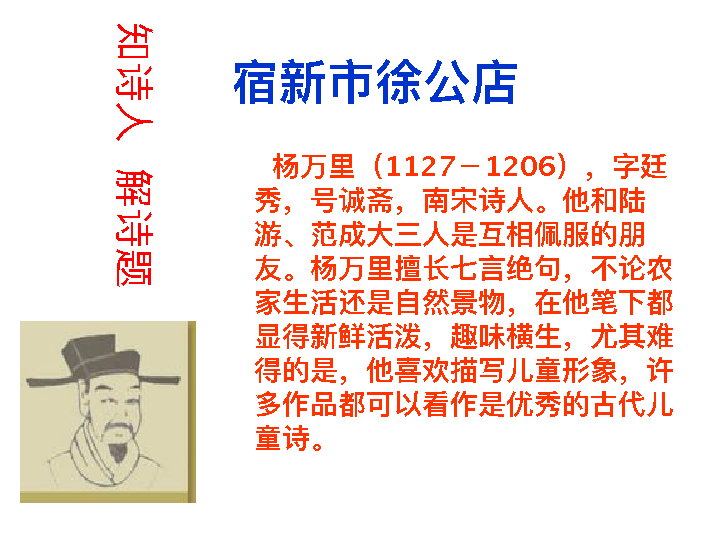 知诗人 解诗题
宿新市徐公店
杨万里（1127－1206），字廷
秀，号诚斋，南宋诗人。他和陆
游、范成大三人是互相佩服的朋
友。杨万里擅长七言绝句，不论农
家生活还是自然景物，在他笔下都
显得新鲜活泼，趣味横生，尤其难
得的是，他喜欢描写儿童形象，许
多作品都可以看作是优秀的古代儿
童诗。